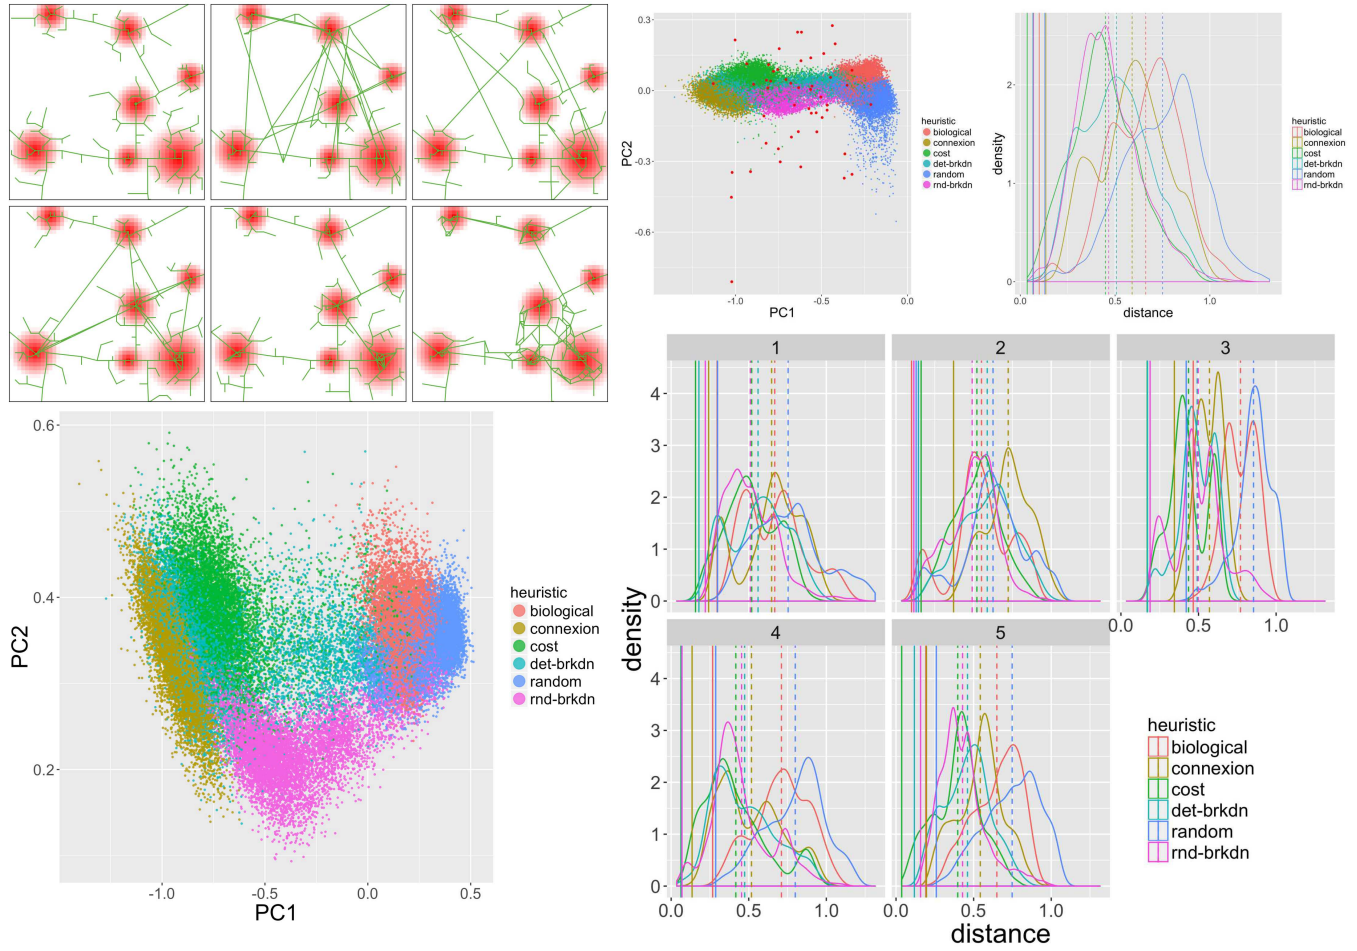 0.3
0.0
-0.3
-0.6
PC2
-1.0
-0.5
0.0
PC1
heuristic
biological
connexion
cost
det-brkdn
random
rnd-brkdn
2
1
0
density
0.0
0.5
1.0
distance
heuristic
biological
connexion
cost
det-brkdn
random
rnd-brkdn
0.6
0.4
0.2
PC2
-1.0
-0.5
0.0
0.5
PC1
heuristic
biological
connexion
cost
det-brkdn
random
rnd-brkdn
1
2
3
4
3
2
1
0
0.0
0.5
1.0
4
5
4
3
2
1
0
density
0.0
0.5
1.0
0.0
0.5
1.0
distance
heuristic
biological
connexion
cost
det-brkdn
random
rnd-brkdn